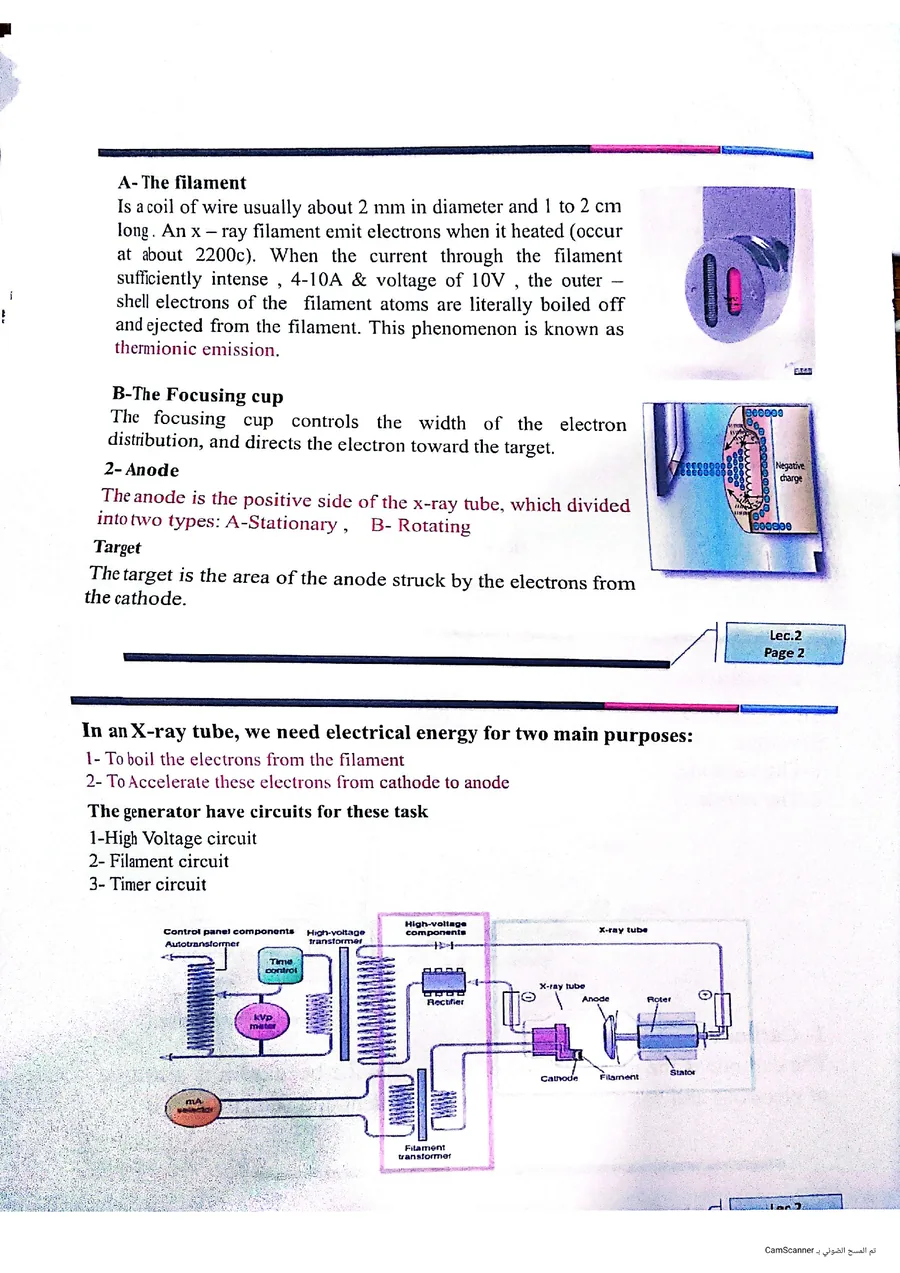 A- The filament
Is a coil of wire usually about 2 mm in diameter and 1 to 2 cm
long . An x – ray filament emit electrons when it heated (occur
at about 2200c). When the current through the filament
sufficiently intense , 4-10A & voltage of 10V , the outer –
shell electrons of the filament atoms are literally boiled off
and ejected from the filament. This phenomenon is known as
thermionic emission.
B-The Focusing cup
The focusing cup controls the width of the electron
distribution, and directs the electron toward the target.
Negative
charge
2- Anode
The anode is the positive side of the x-ray tube, which divided
into two types: A-Stationary , B- Rotating
Target
The target is the area of the anode struck by the electrons from
the cathode.
Lec.2
Page 2
In an X-ray tube, we need electrical energy for two main purposes:
1- To boil the electrons from the filament
2- To Accelerate these electrons from cathode to anode
The generator have circuits for these task
1-High Voltage circuit
2- Filament circuit
3- Timer circuit
Control panel components
Autotransformer
High-voltage
transformer
High-voltage
components
X-ray tube
Time
control
kVp
meter
Rectifier
X-ray tube
Anode
Roter
Cathode
Filament
Stator
mA
selector
Filament
transformer
Lec.2
تم المسح الضوئي بـ CamScanner